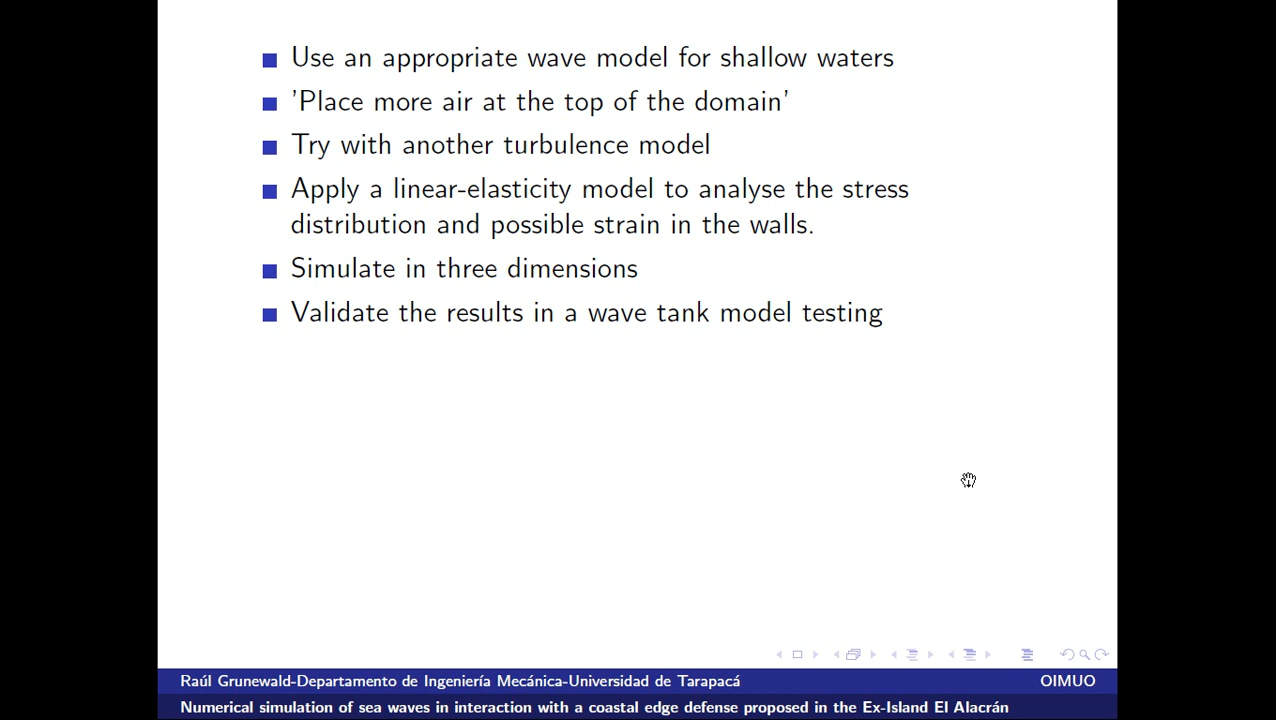 Use an appropriate wave model for shallow waters
'Place more air at the top of the domain'
Try with another turbulence model
Apply a linear-elasticity model to analyse the stress
distribution and possible strain in the walls.
Simulate in three dimensions
Validate the results in a wave tank model testing
Raúl Grunewald-Departamento de Ingeniería Mecánica-Universidad de Tarapacá OIMUO
Numerical simulation of sea waves in interaction with a coastal edge defense proposed in the Ex-Island El Alacrán